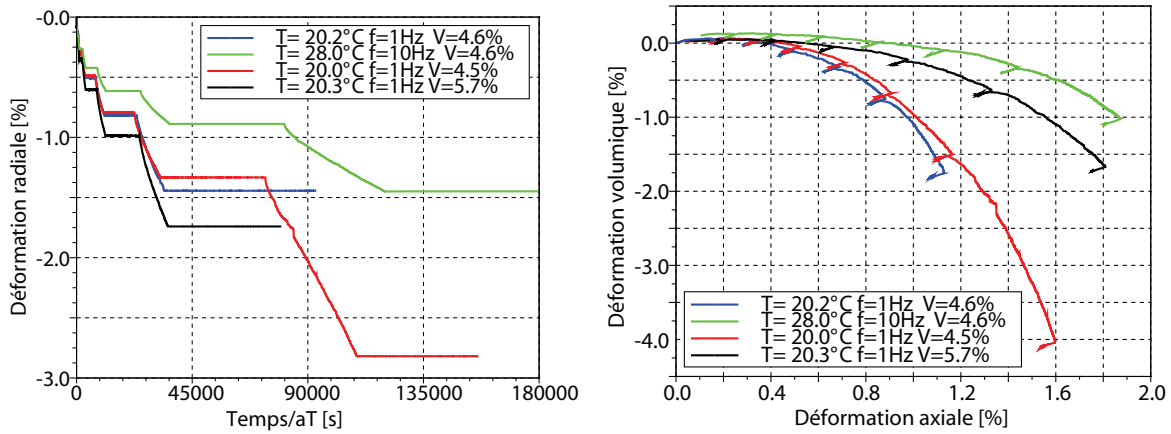 -0.0
-1.0
-2.0
-3.0
Déformation radiale [%]
T= 20.2°C f=1Hz V=4.6%
T= 28.0°C f=10Hz V=4.6%
T= 20.0°C f=1Hz V=4.5%
T= 20.3°C f=1Hz V=5.7%
0 45000 90000 135000 180000
Temps/aT [s]
0.0
-1.0
-2.0
-3.0
-4.0
Déformation volumique [%]
T= 20.2°C f=1Hz V=4.6%
T= 28.0°C f=10Hz V=4.6%
T= 20.0°C f=1Hz V=4.5%
T= 20.3°C f=1Hz V=5.7%
0.0 0.4 0.8 1.2 1.6 2.0
Déformation axiale [%]